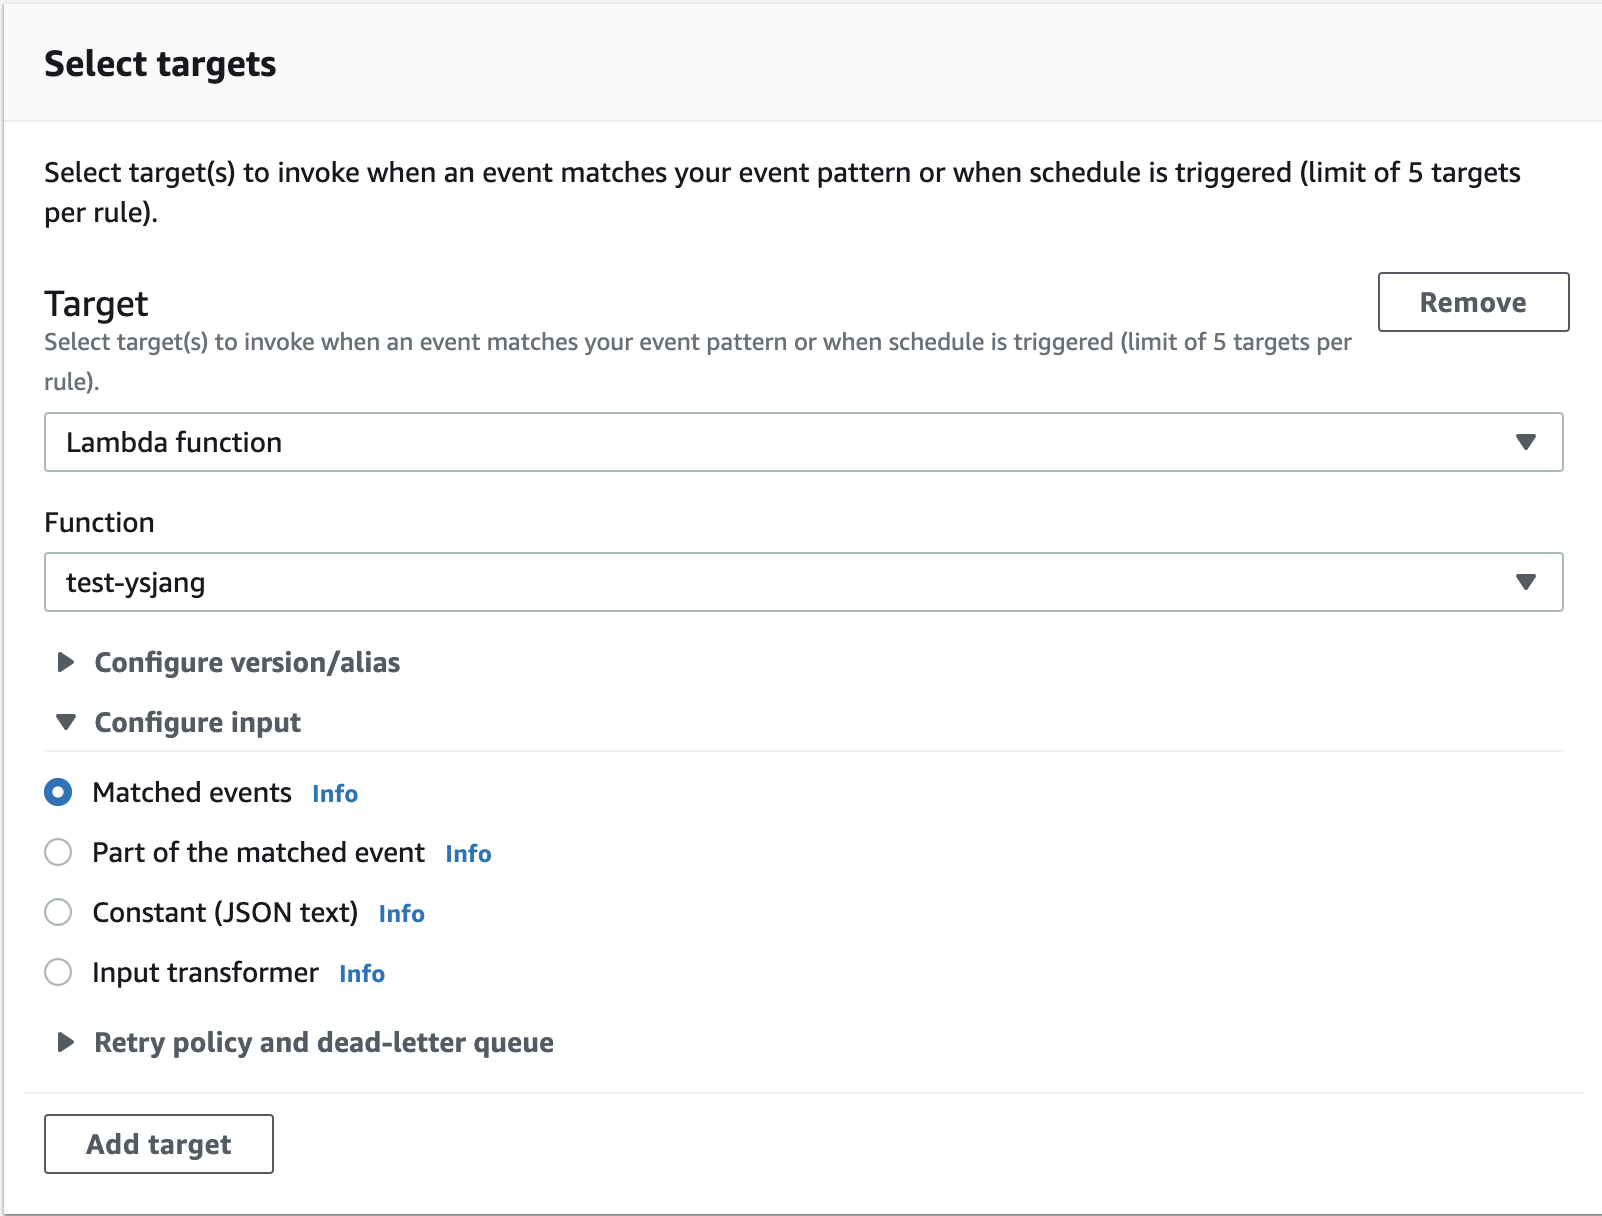 Select targets
Select target(s) to invoke when an event matches your event pattern or when schedule is triggered (limit of 5 targets
per rule).
Target
Remove
Select target(s) to invoke when an event matches your event pattern or when schedule is triggered (limit of 5 targets per
rule).
Lambda function
Function
test-ysjang
Configure version/alias
Configure input
Matched events Info
Part of the matched event Info
Constant (JSON text) Info
Input transformer Info
Retry policy and dead-letter queue
Add target